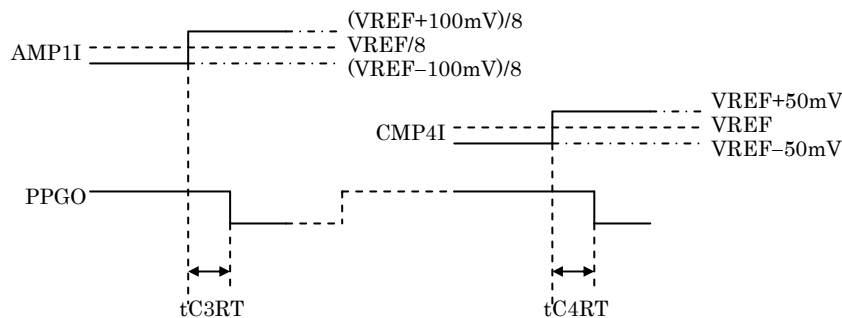 (VREF+100mV)/8
AMP1I
VREF/8
(VREF−100mV)/8
VREF+50mV
CMP4I
VREF
VREF−50mV
PPGO
tC3RT
tC4RT